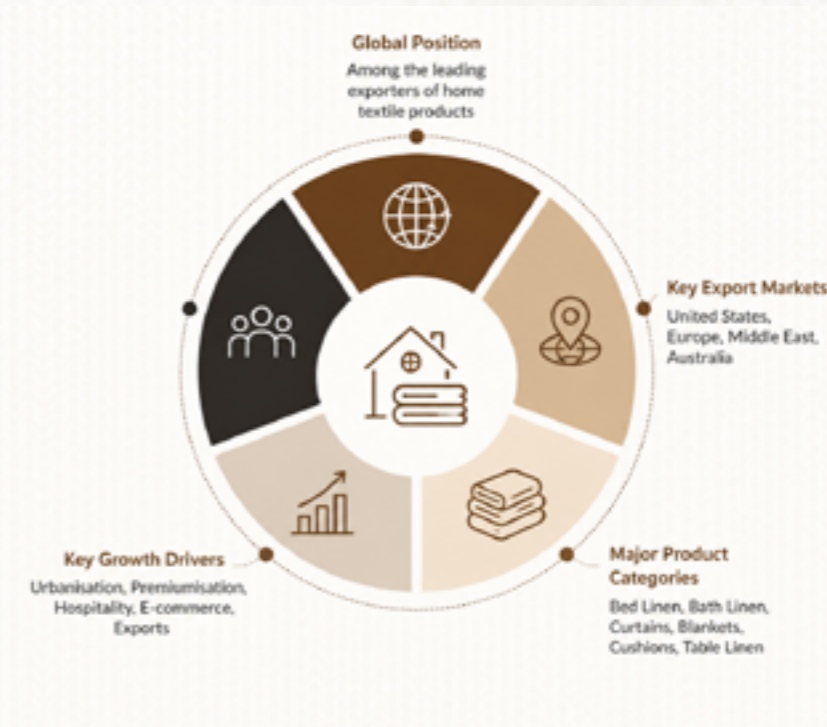 Global Position
Among the leading
exporters of home
textile products
Key Export Markets
United States,
Europe, Middle East,
Australia
Key Growth Drivers
Urbanisation, Premiumisation,
Hospitality, E-commerce,
Exports
Major Product
Categories
Bed Linen, Bath Linen,
Curtains, Blankets,
Cushions, Table Linen